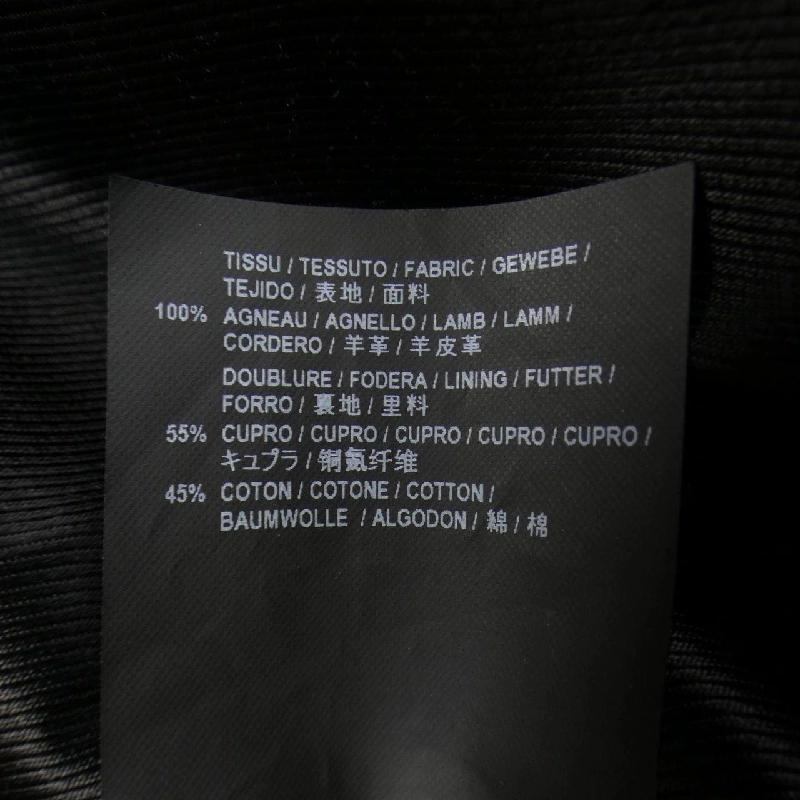 TISSU / TESSUTO / FABRIC / GEWEBE /
TEJIDO / 表地 / 面料
100% AGNEAU / AGNELLO / LAMB / LAMM /
CORDERO / 羊革 / 羊皮革
DOUBLURE / FODERA / LINING / FUTTER /
FORRO / 裏地 / 里料
55% CUPRO / CUPRO / CUPRO / CUPRO / CUPRO /
キュプラ / 铜氨纤维
45% COTON / COTONE / COTTON /
BAUMWOLLE / ALGODON / 綿 / 棉